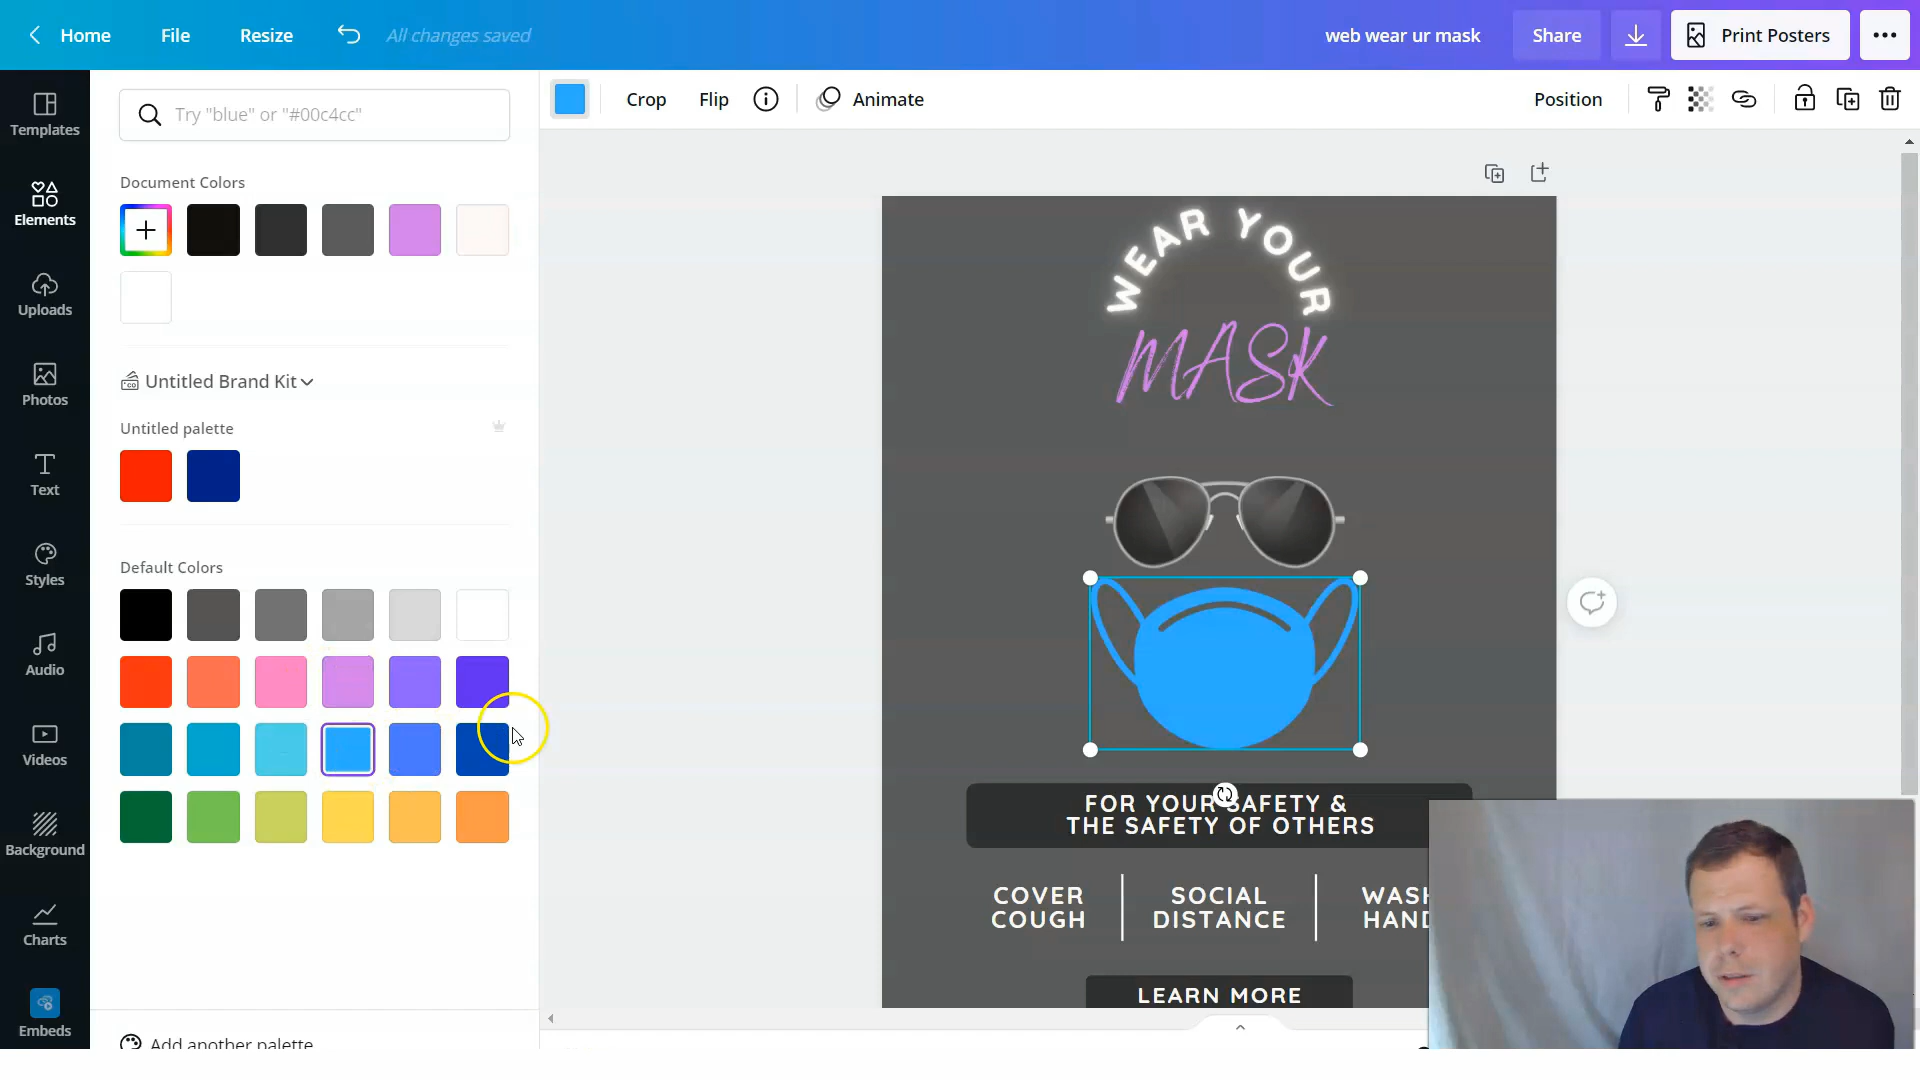 Home
File
Resize
All changes saved
web wear ur mask
Share
Print Posters
Templates
Elements
Uploads
Photos
Text
Styles
Audio
Videos
Background
Charts
Embeds
Try "blue" or "#00c4cc"
Document Colors
Untitled Brand Kit
Untitled palette
Default Colors
Add another palette
Crop
Flip
Animate
Position
WEAR YOUR
MASK
FOR YOUR SAFETY &
THE SAFETY OF OTHERS
COVER
COUGH
SOCIAL
DISTANCE
WASH
HAND
LEARN MORE